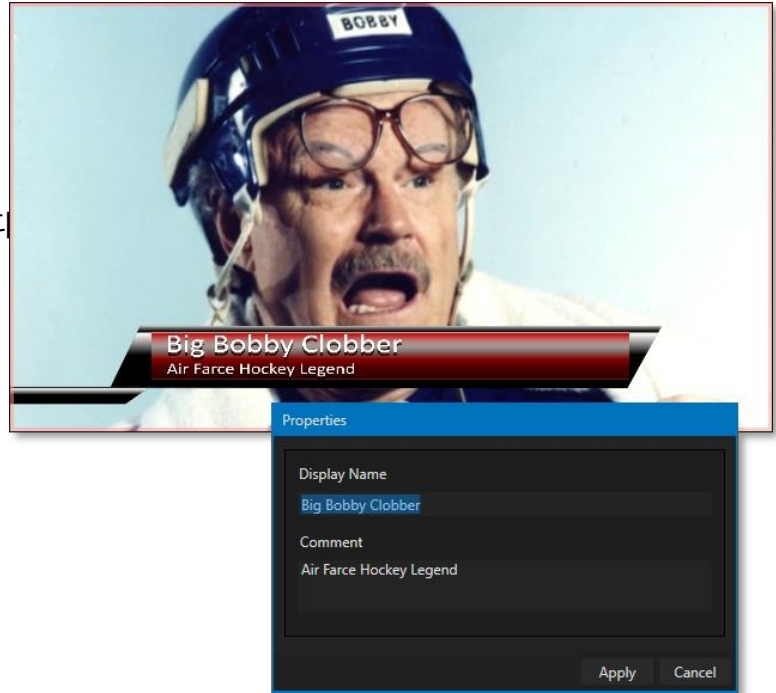 BOBBY
Big Bobby Clobber
Air Farce Hockey Legend
Properties
Display Name
Big Bobby Clobber
Comment
Air Farce Hockey Legend
Apply
Cancel